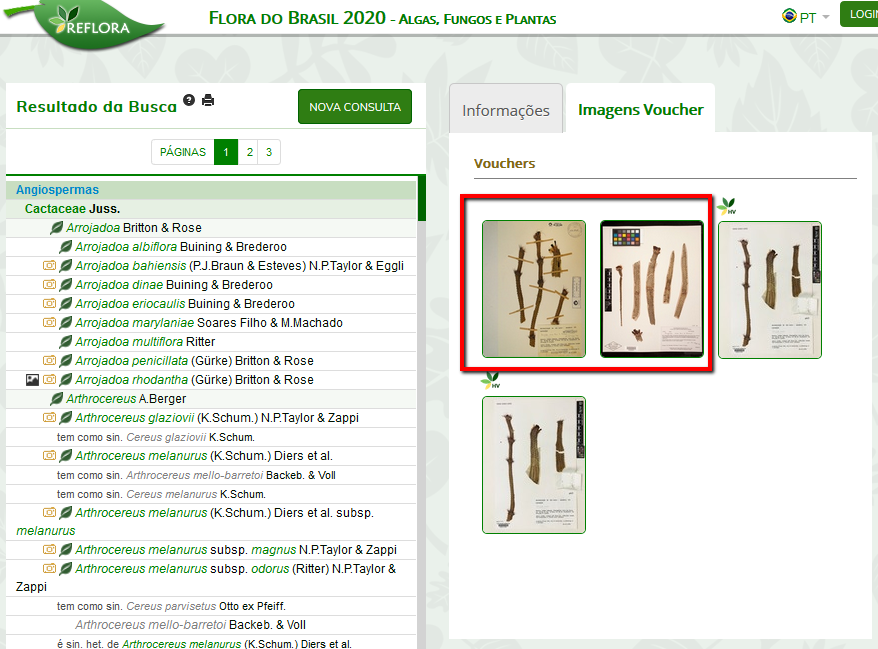 REFLORA
FLORA DO BRASIL 2020 - ALGAS, FUNGOS E PLANTAS
PT
LOGIN
Resultado da Busca
NOVA CONSULTA
PÁGINAS 1 2 3
Angiospermas
Cactaceae Juss.
Arrojadoa Britton & Rose
Arrojadoa albiflora Buining & Brederoo
Arrojadoa bahiensis (P.J.Braun & Esteves) N.P.Taylor & Eggli
Arrojadoa dinae Buining & Brederoo
Arrojadoa eriocaulis Buining & Brederoo
Arrojadoa marylaniae Soares Filho & M.Machado
Arrojadoa multiflora Ritter
Arrojadoa penicillata (Gürke) Britton & Rose
Arrojadoa rhodantha (Gürke) Britton & Rose
Arthrocereus A.Berger
Arthrocereus glaziovii (K.Schum.) N.P.Taylor & Zappi
tem como sin. Cereus glaziovii K.Schum.
Arthrocereus melanurus (K.Schum.) Diers et al.
tem como sin. Arthrocereus mello-barretoi Backeb. & Voll
tem como sin. Cereus melanurus K.Schum.
Arthrocereus melanurus (K.Schum.) Diers et al. subsp.
melanurus
Arthrocereus melanurus subsp. magnus N.P.Taylor & Zappi
Arthrocereus melanurus subsp. odorus (Ritter) N.P.Taylor &
Zappi
tem como sin. Cereus parvisetus Otto ex Pfeiff.
Arthrocereus mello-barretoi Backeb. & Voll
é sin. het. de Arthrocereus melanurus (K.Schum.) Diers et al.
Informações
Imagens Voucher
Vouchers
HV
HV